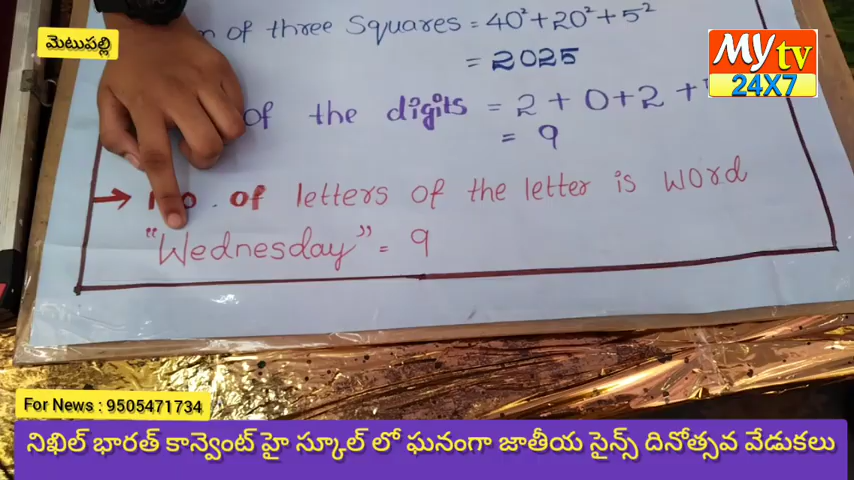 మెటుపల్లి
My tv
24X7
of three Squares = 40² + 20² + 5²
= 2025
of the digits = 2 + 0 + 2 +
= 9
→ no. of letters of the letter is word
"Wednesday" = 9
For News : 9505471734
నిఖిల్ భారత్ కాన్వెంట్ హై స్కూల్ లో ఘనంగా జాతీయ సైన్స్ దినోత్సవ వేడుకలు